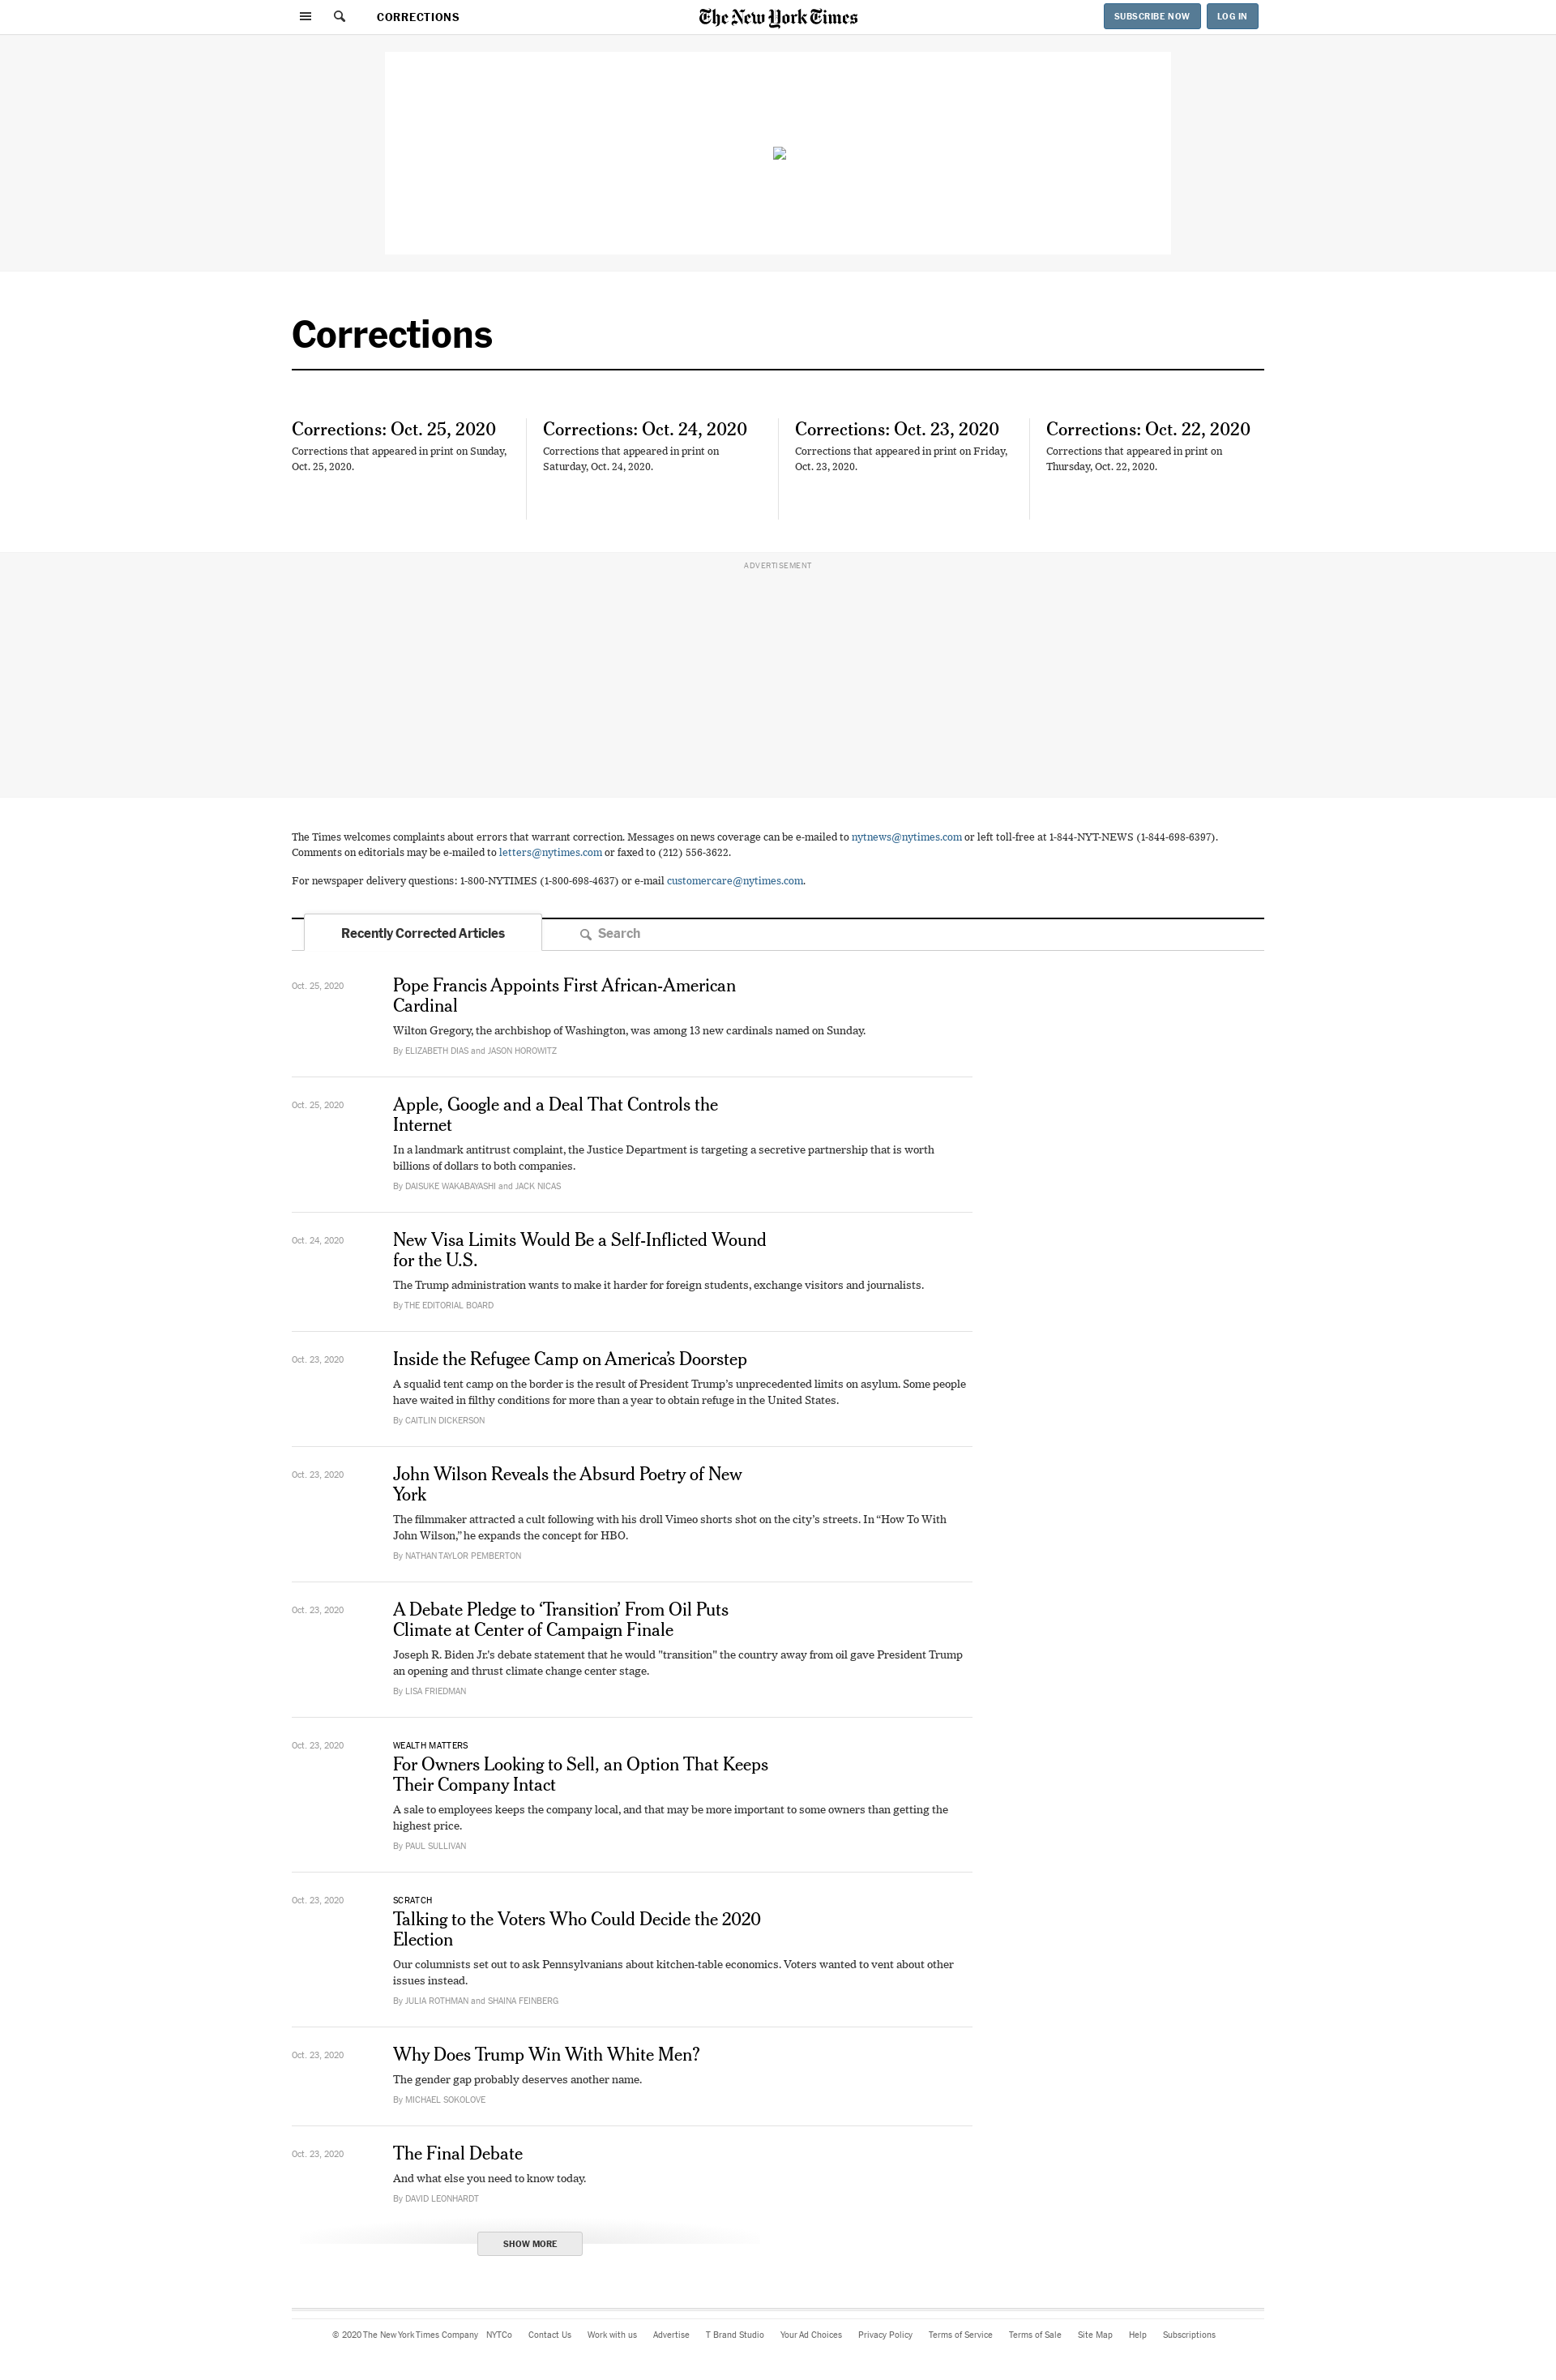 CORRECTIONS
The New York Times
SUBSCRIBE NOW
LOG IN
Corrections
Corrections: Oct. 25, 2020
Corrections that appeared in print on Sunday,
Oct. 25, 2020.
Corrections: Oct. 24, 2020
Corrections that appeared in print on
Saturday, Oct. 24, 2020.
Corrections: Oct. 23, 2020
Corrections that appeared in print on Friday,
Oct. 23, 2020.
Corrections: Oct. 22, 2020
Corrections that appeared in print on
Thursday, Oct. 22, 2020.
ADVERTISEMENT
The Times welcomes complaints about errors that warrant correction. Messages on news coverage can be e-mailed to nytnews@nytimes.com or left toll-free at 1-844-NYT-NEWS (1-844-698-6397).
Comments on editorials may be e-mailed to letters@nytimes.com or faxed to (212) 556-3622.
For newspaper delivery questions: 1-800-NYTIMES (1-800-698-4637) or e-mail customercare@nytimes.com.
Recently Corrected Articles
Search
Oct. 25, 2020
Pope Francis Appoints First African-American
Cardinal
Wilton Gregory, the archbishop of Washington, was among 13 new cardinals named on Sunday.
By ELIZABETH DIAS and JASON HOROWITZ
Oct. 25, 2020
Apple, Google and a Deal That Controls the
Internet
In a landmark antitrust complaint, the Justice Department is targeting a secretive partnership that is worth
billions of dollars to both companies.
By DAISUKE WAKABAYASHI and JACK NICAS
Oct. 24, 2020
New Visa Limits Would Be a Self-Inflicted Wound
for the U.S.
The Trump administration wants to make it harder for foreign students, exchange visitors and journalists.
By THE EDITORIAL BOARD
Oct. 23, 2020
Inside the Refugee Camp on America’s Doorstep
A squalid tent camp on the border is the result of President Trump’s unprecedented limits on asylum. Some people
have waited in filthy conditions for more than a year to obtain refuge in the United States.
By CAITLIN DICKERSON
Oct. 23, 2020
John Wilson Reveals the Absurd Poetry of New
York
The filmmaker attracted a cult following with his droll Vimeo shorts shot on the city’s streets. In “How To With
John Wilson,” he expands the concept for HBO.
By NATHAN TAYLOR PEMBERTON
Oct. 23, 2020
A Debate Pledge to ‘Transition’ From Oil Puts
Climate at Center of Campaign Finale
Joseph R. Biden Jr.'s debate statement that he would "transition" the country away from oil gave President Trump
an opening and thrust climate change center stage.
By LISA FRIEDMAN
Oct. 23, 2020
WEALTH MATTERS
For Owners Looking to Sell, an Option That Keeps
Their Company Intact
A sale to employees keeps the company local, and that may be more important to some owners than getting the
highest price.
By PAUL SULLIVAN
Oct. 23, 2020
SCRATCH
Talking to the Voters Who Could Decide the 2020
Election
Our columnists set out to ask Pennsylvanians about kitchen-table economics. Voters wanted to vent about other
issues instead.
By JULIA ROTHMAN and SHAINA FEINBERG
Oct. 23, 2020
Why Does Trump Win With White Men?
The gender gap probably deserves another name.
By MICHAEL SOKOLOVE
Oct. 23, 2020
The Final Debate
And what else you need to know today.
By DAVID LEONHARDT
SHOW MORE
© 2020 The New York Times Company NYTCo Contact Us Work with us Advertise T Brand Studio Your Ad Choices Privacy Policy Terms of Service Terms of Sale Site Map Help Subscriptions